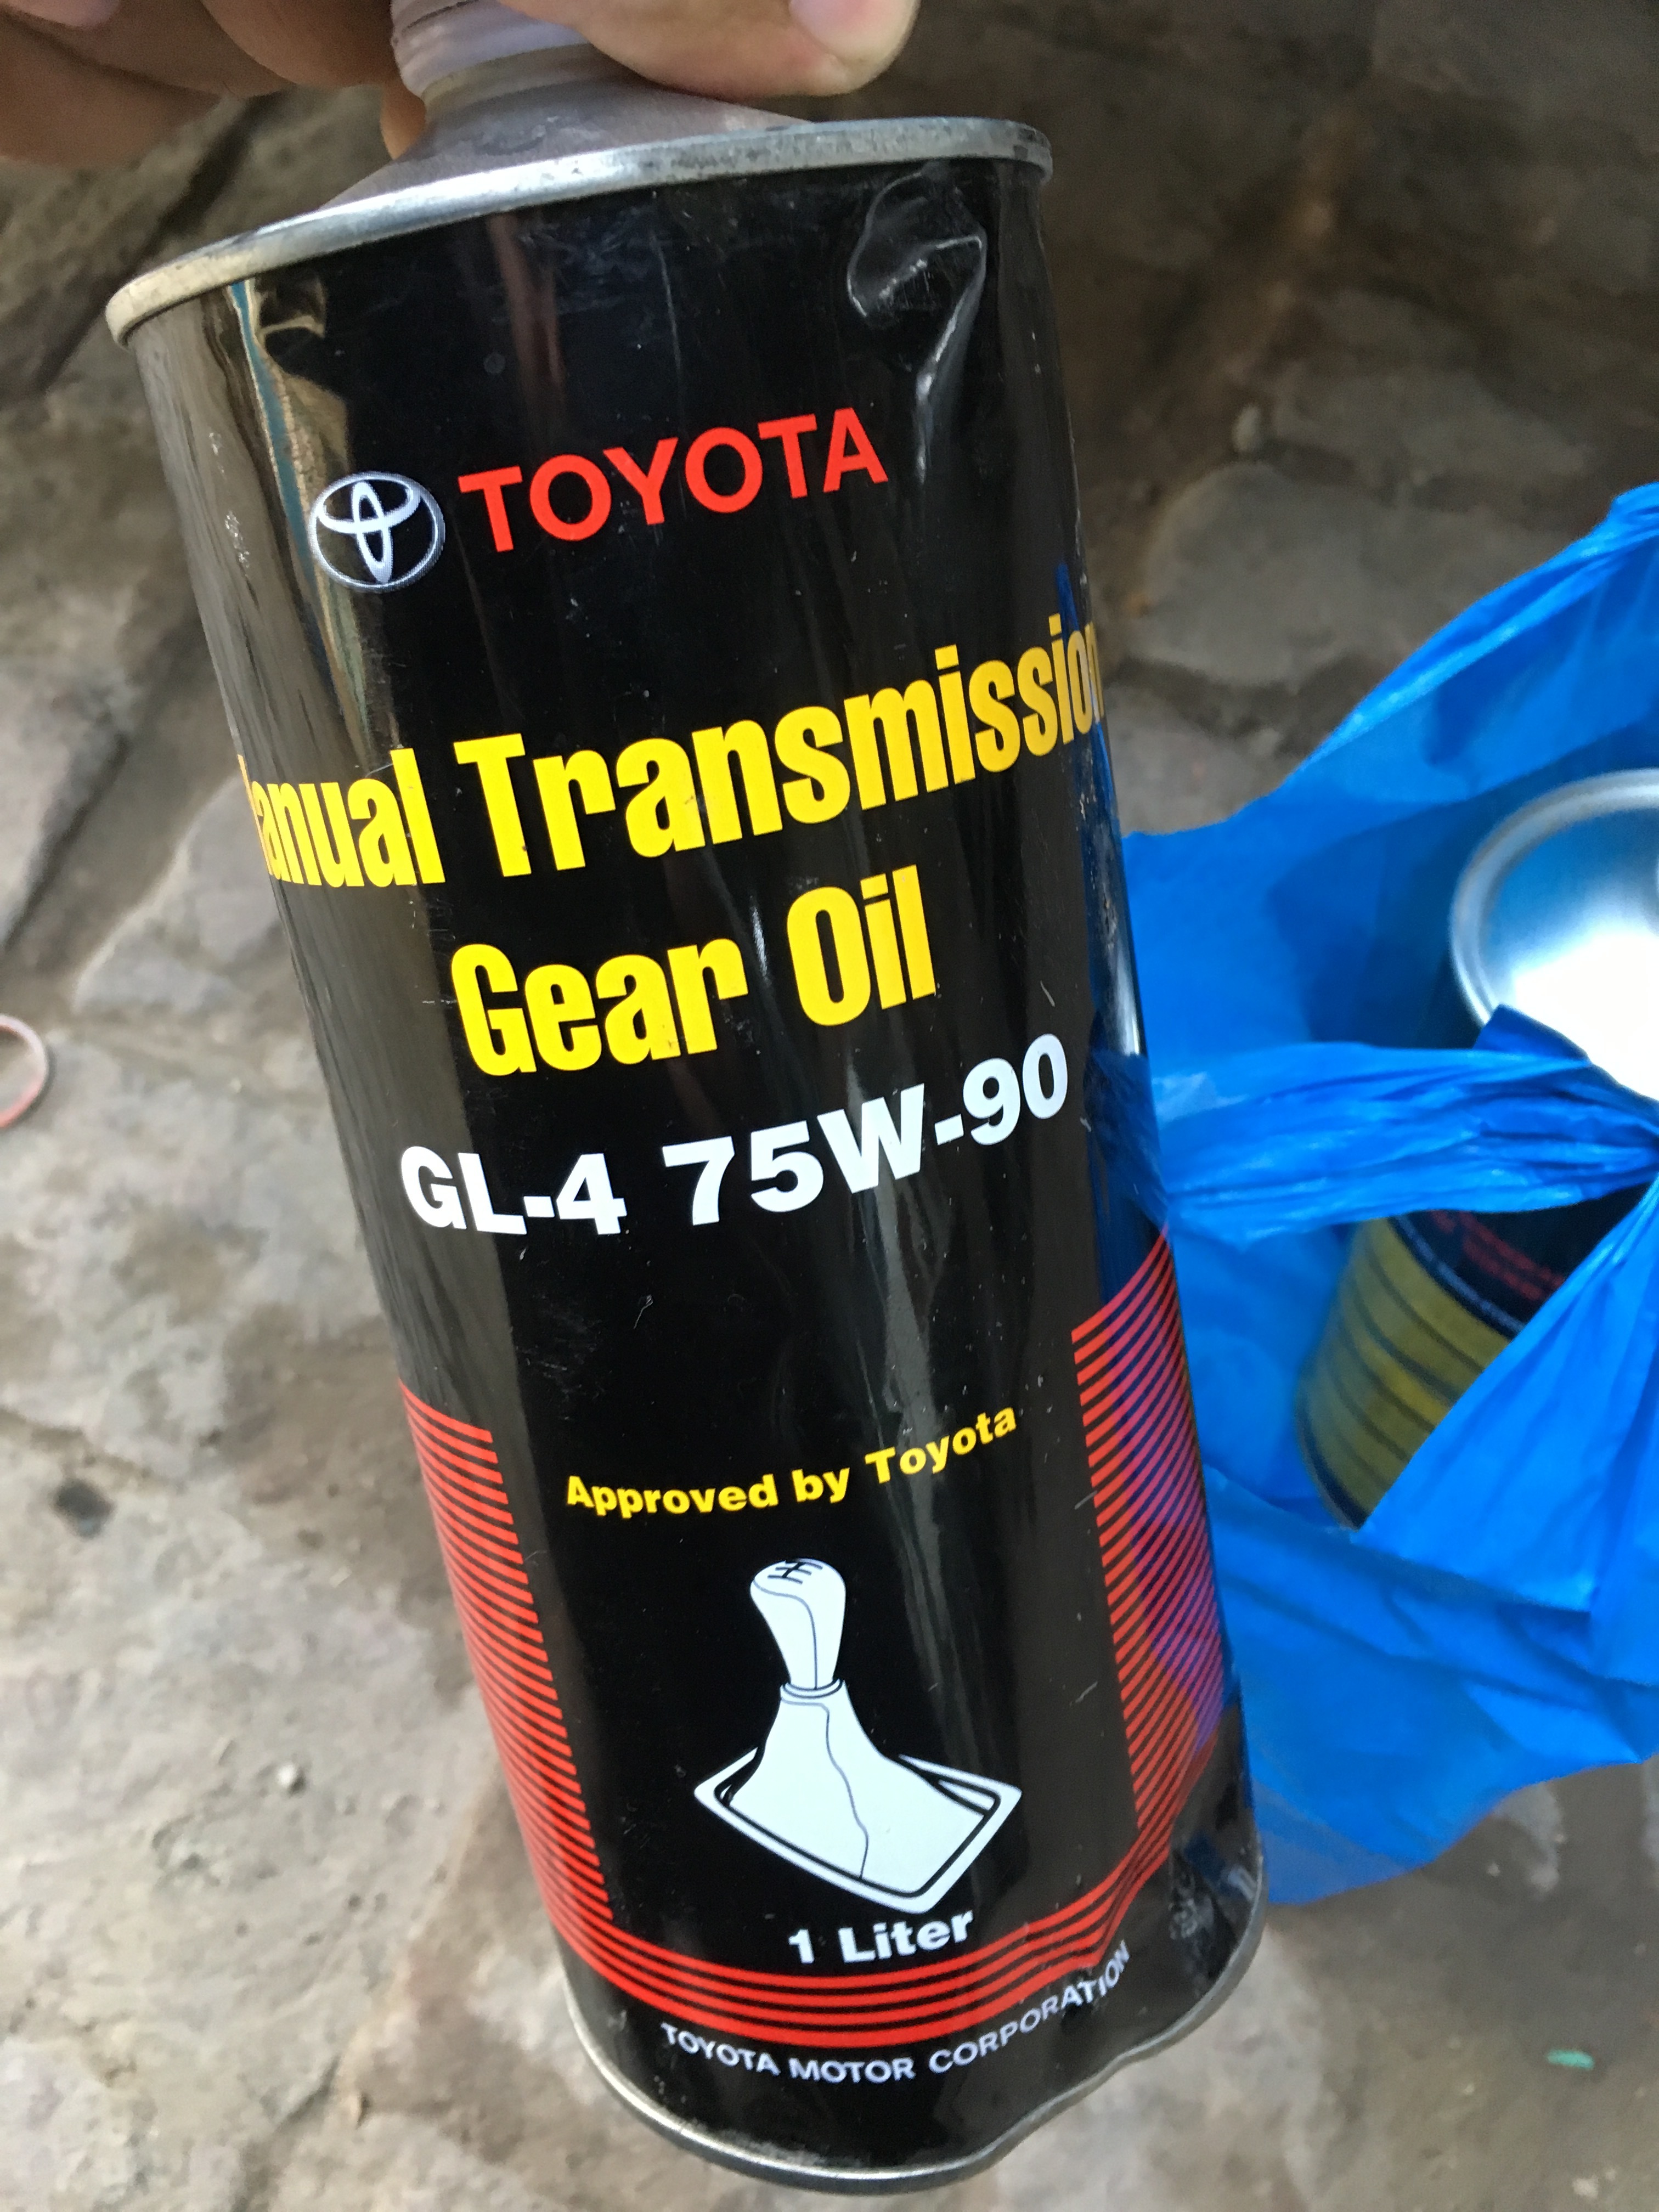 TOYOTA
Manual Transmission
Gear Oil
GL-4 75W-90
Approved by Toyota
1 Liter
TOYOTA MOTOR CORPORATION